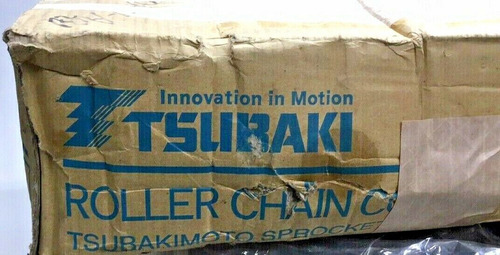 Innovation in Motion
TSUBAKI
ROLLER CHAIN C
TSUBAKIMOTO SPROCKET